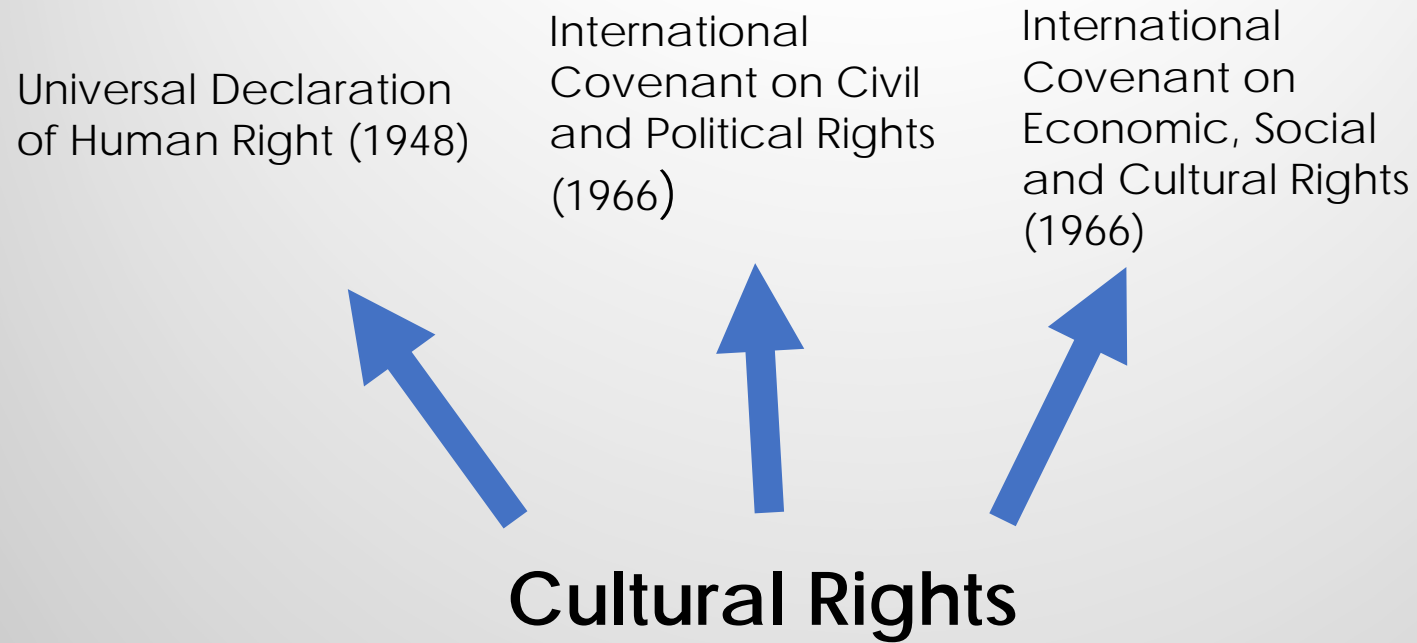 Universal Declaration
of Human Right (1948)
International
Covenant on Civil
and Political Rights
(1966)
International
Covenant on
Economic, Social
and Cultural Rights
(1966)
Cultural Rights